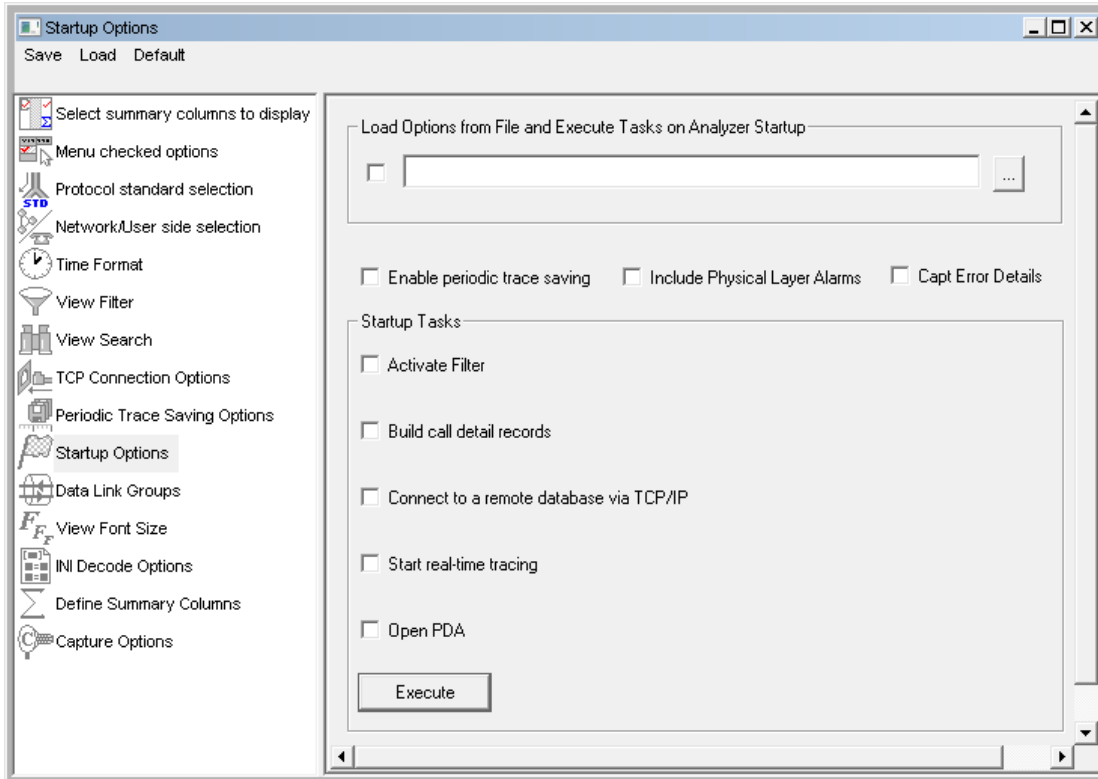 Startup Options
Save Load Default
Select summary columns to display
Menu checked options
STD
Protocol standard selection
Network/User side selection
Time Format
View Filter
View Search
TCP Connection Options
Periodic Trace Saving Options
Startup Options
Data Link Groups
FFF View Font Size
INI Decode Options
Σ Define Summary Columns
C Capture Options
Load Options from File and Execute Tasks on Analyzer Startup
...
Enable periodic trace saving Include Physical Layer Alarms Capt Error Details
Startup Tasks
Activate Filter
Build call detail records
Connect to a remote database via TCP/IP
Start real-time tracing
Open PDA
Execute